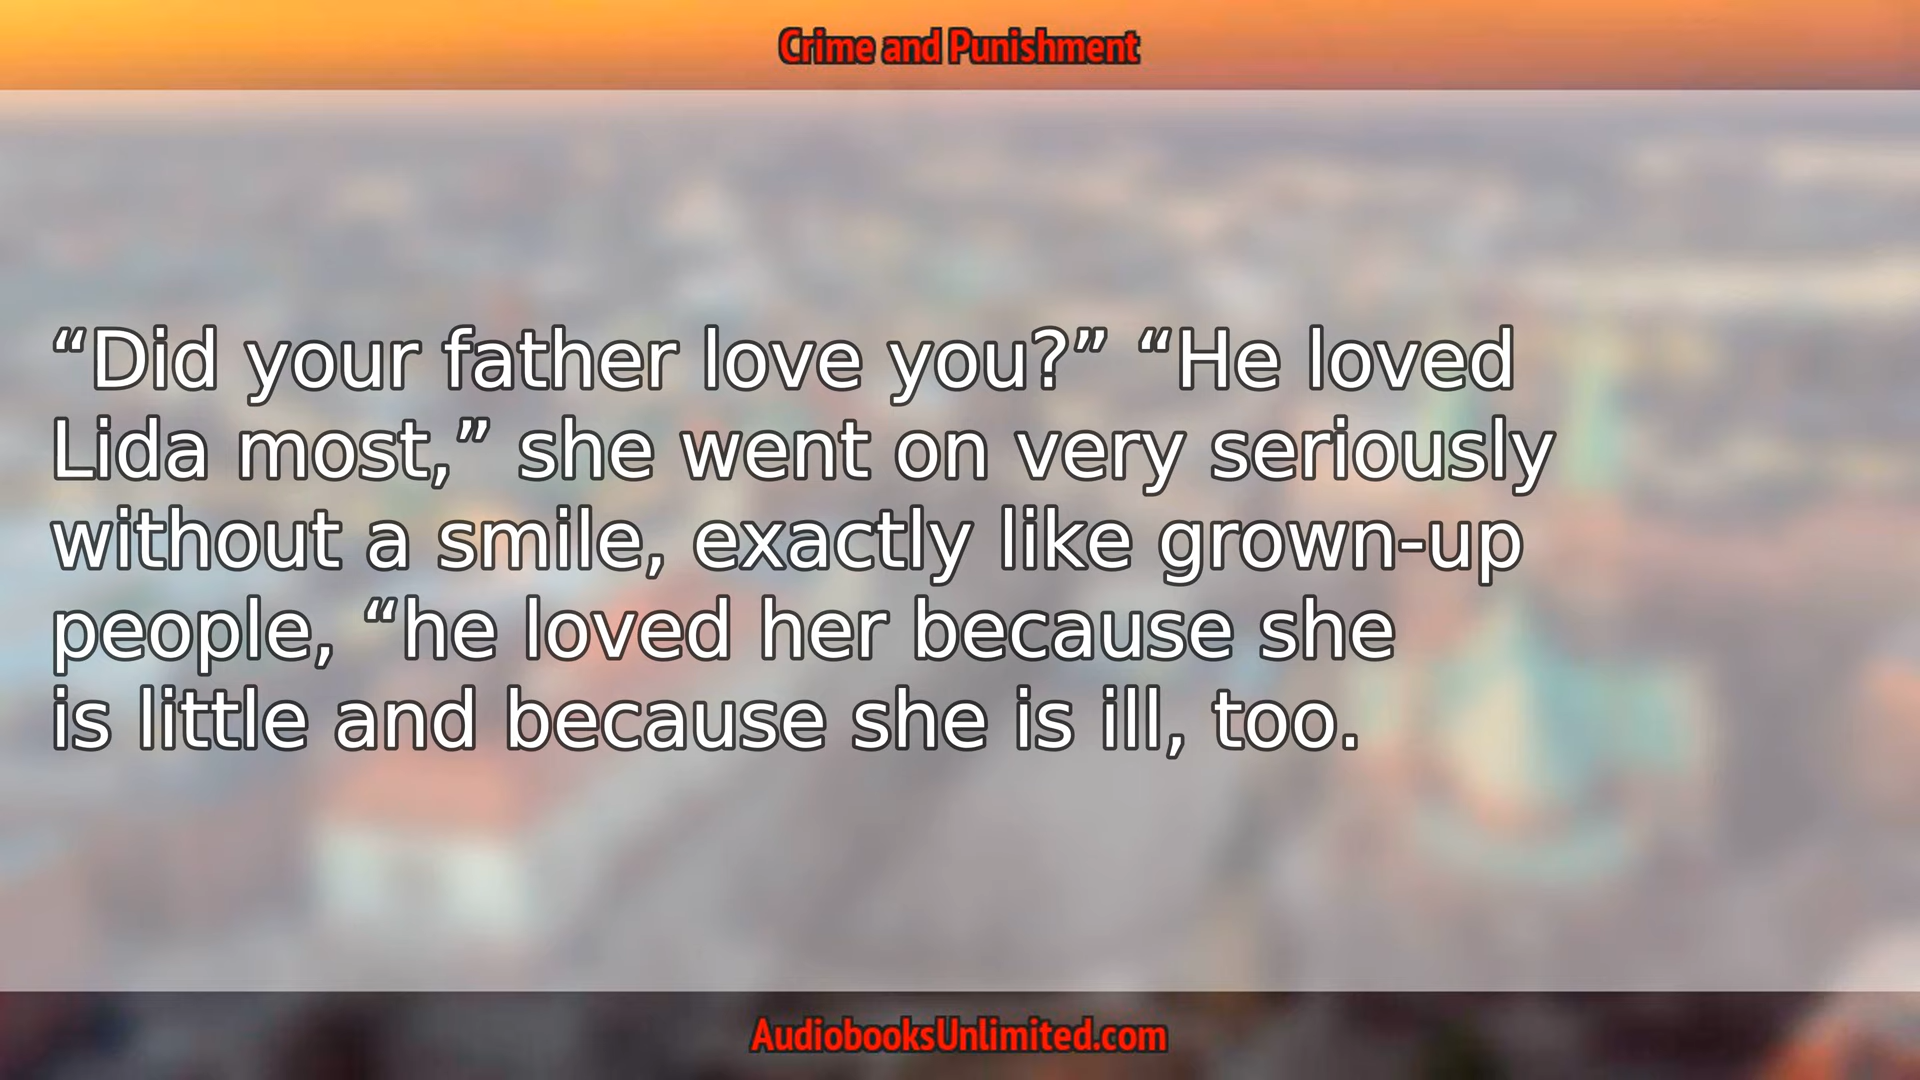 Crime and Punishment
“Did your father love you?” “He loved
Lida most,” she went on very seriously
without a smile, exactly like grown-up
people, “he loved her because she
is little and because she is ill, too.
AudiobooksUnlimited.com